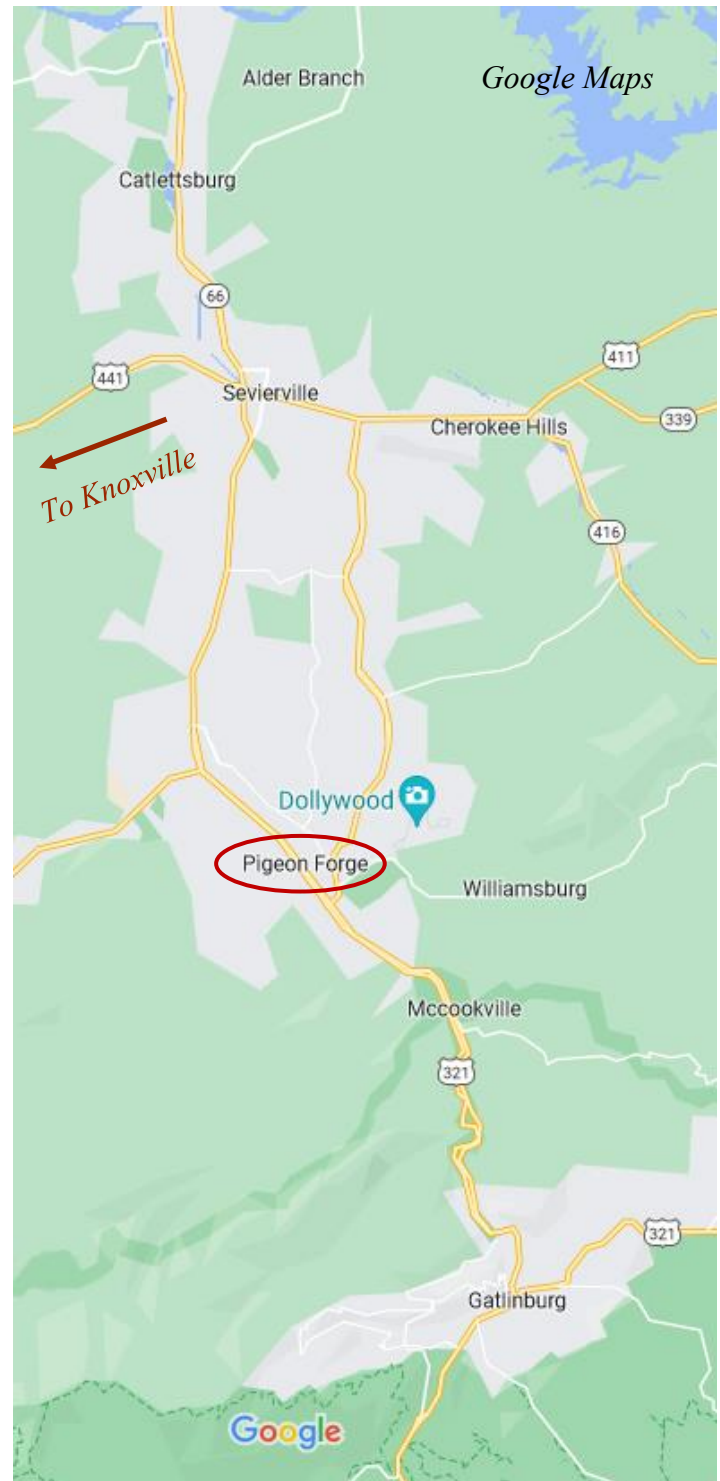 Alder Branch
Google Maps
Catlettsburg
66
411
441
Sevierville
339
Cherokee Hills
To Knoxville
416
Dollywood
Pigeon Forge
Williamsburg
Mccookville
321
321
Gatlinburg
Google